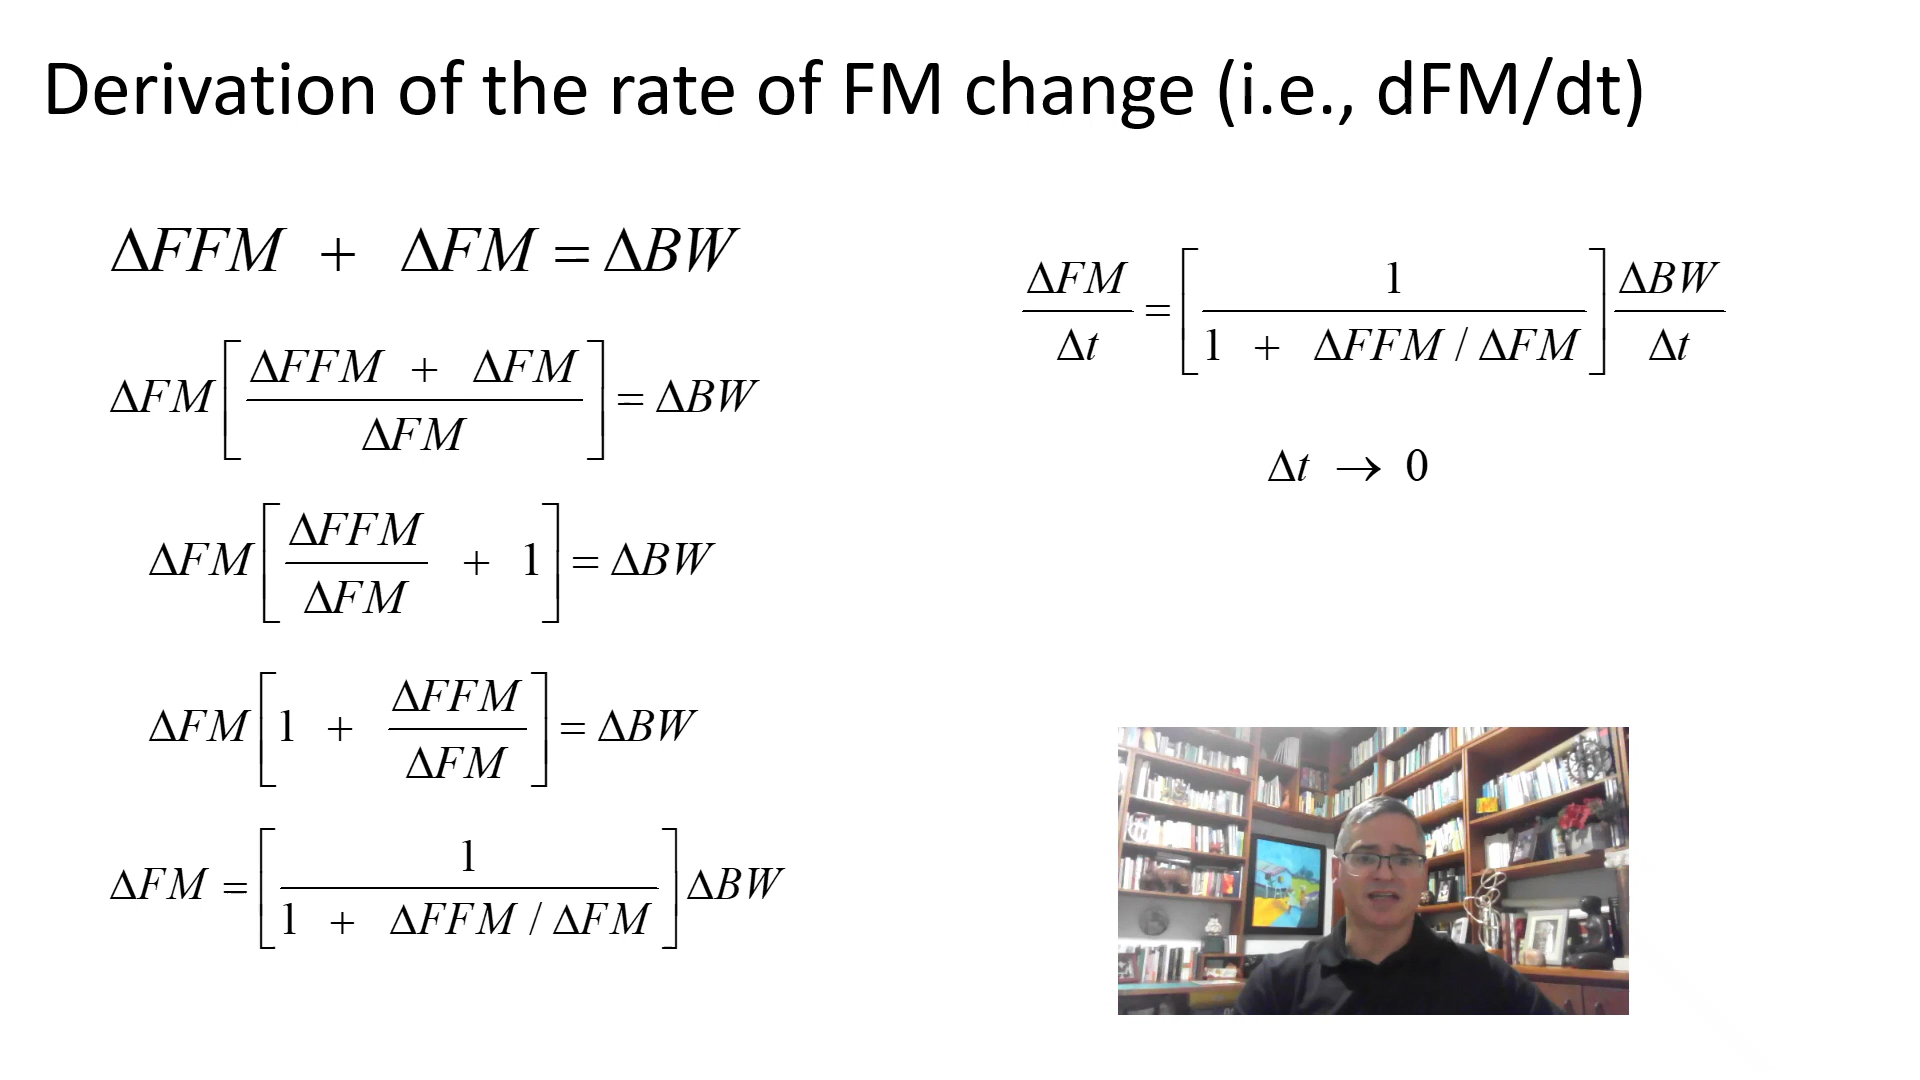 Derivation of the rate of FM change (i.e., dFM/dt)
ΔFFM + ΔFM = ΔBW
ΔFM [ (ΔFFM + ΔFM) / ΔFM ] = ΔBW
ΔFM [ ΔFFM / ΔFM + 1 ] = ΔBW
ΔFM [ 1 + ΔFFM / ΔFM ] = ΔBW
ΔFM = [ 1 / (1 + ΔFFM / ΔFM) ] ΔBW
ΔFM / Δt = [ 1 / (1 + ΔFFM / ΔFM) ] ΔBW / Δt
Δt → 0